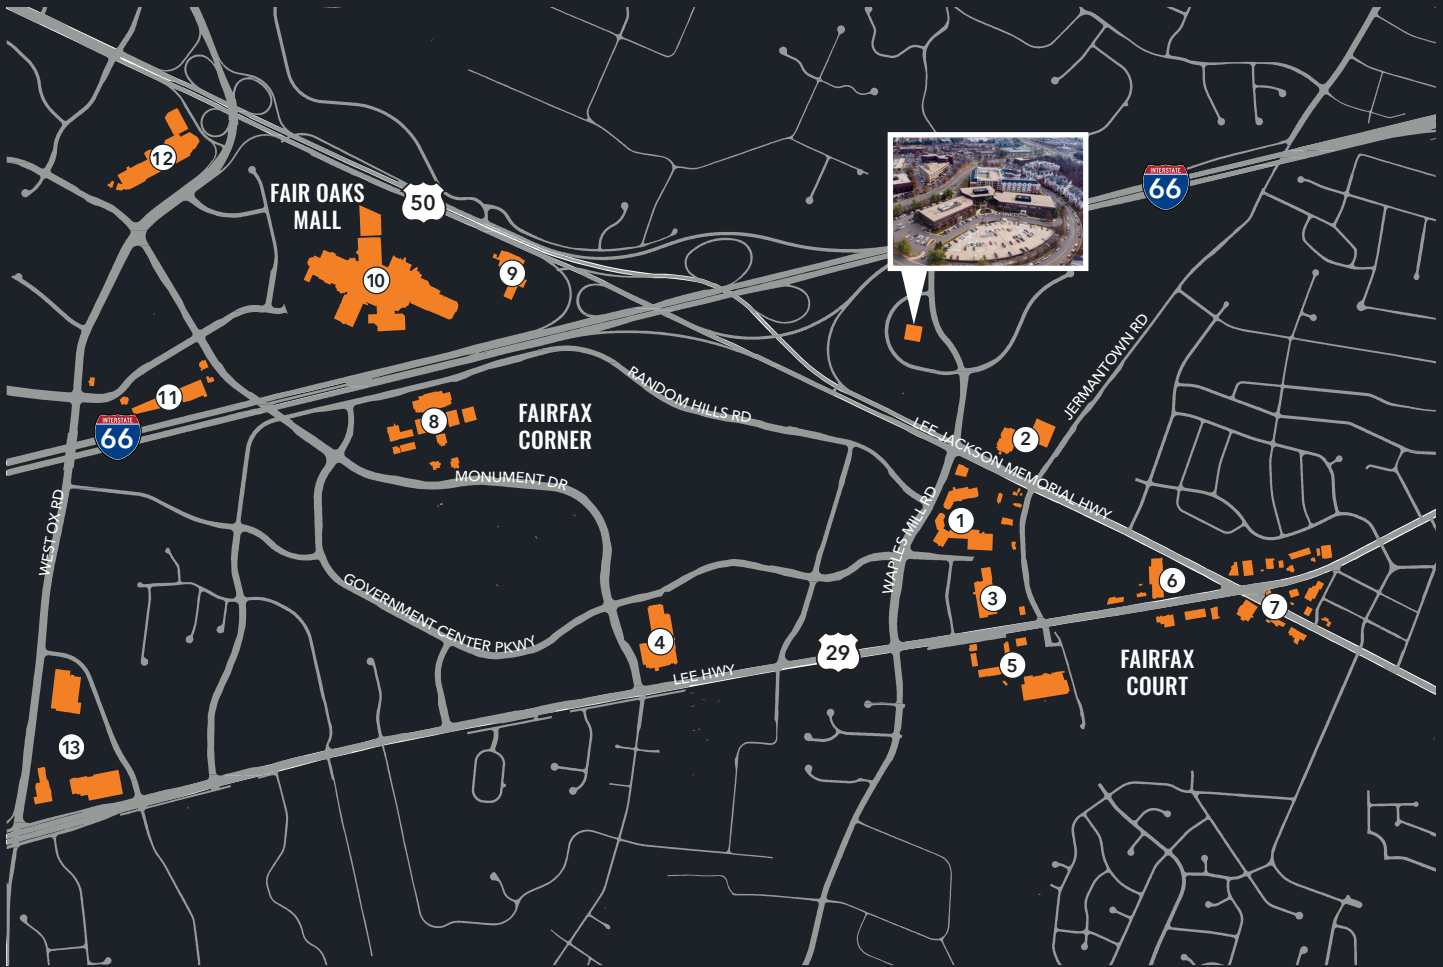 12
FAIR OAKS
MALL
50
INTERSTATE
66
10
9
11
INTERSTATE
66
8
FAIRFAX
CORNER
RANDOM HILLS RD
JERMANTOWN RD
LEE JACKSON MEMORIAL HWY
2
MONUMENT DR
WEST OX RD
WAPLES MILL RD
1
GOVERNMENT CENTER PKWY
3
6
7
4
29
LEE HWY
5
FAIRFAX
COURT
13